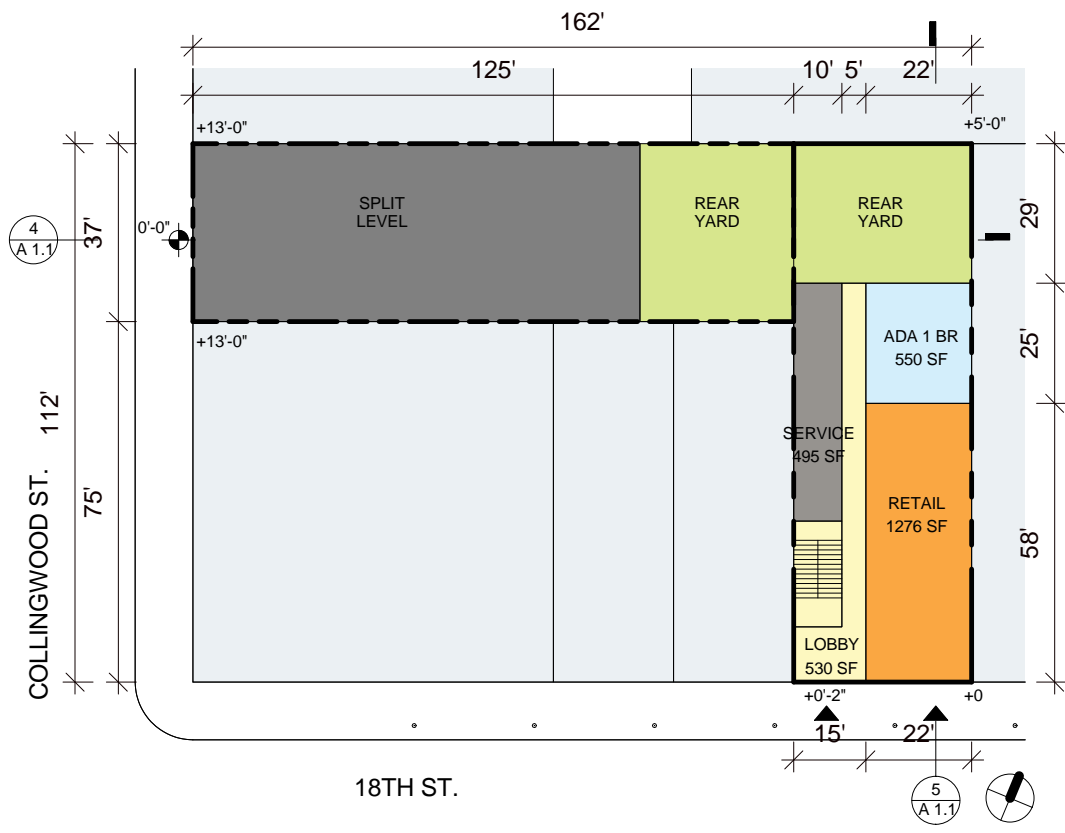 162'
125'
10'
5'
22'
+13'-0"
+5'-0"
SPLIT
LEVEL
REAR
YARD
REAR
YARD
4
A 1.1
0'-0"
37'
29'
+13'-0"
ADA 1 BR
550 SF
25'
112'
75'
COLLINGWOOD ST.
SERVICE
495 SF
RETAIL
1276 SF
58'
LOBBY
530 SF
+0'-2"
+0
15'
22'
18TH ST.
5
A 1.1